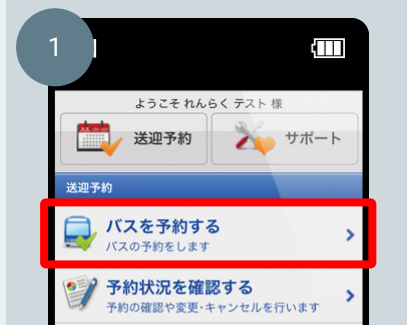 1
ようこそ れんらく テスト 様
送迎予約
サポート
送迎予約
バスを予約する
バスの予約をします
予約状況を確認する
予約の確認や変更・キャンセルを行います